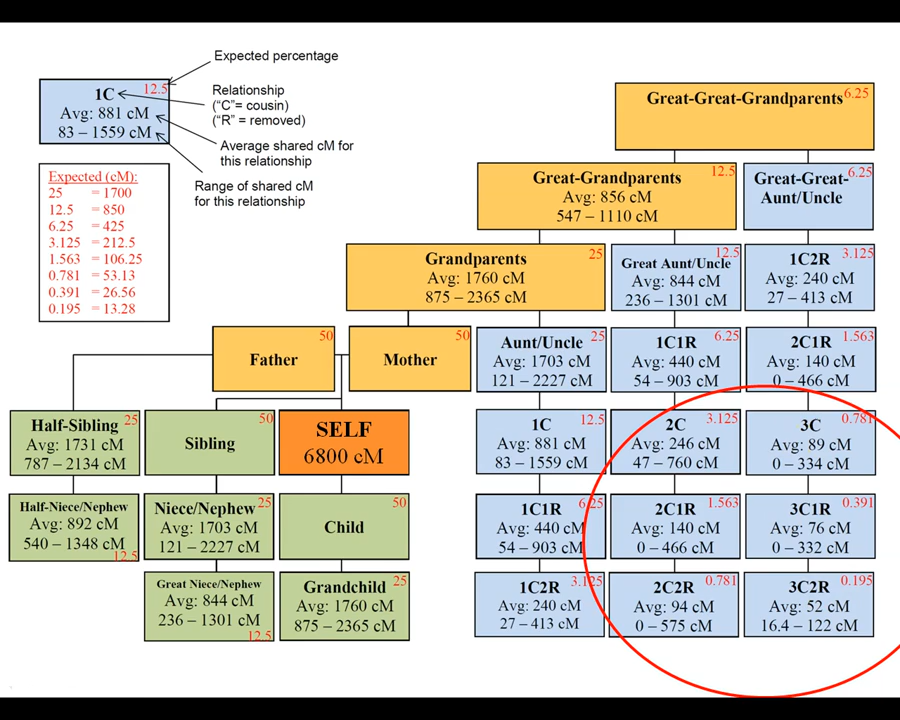 Expected percentage
1C 12.5
Avg: 881 cM
83 – 1559 cM
Relationship
("C"= cousin)
("R" = removed)
Average shared cM for
this relationship
Range of shared cM
for this relationship
Expected (cM):
25 = 1700
12.5 = 850
6.25 = 425
3.125 = 212.5
1.563 = 106.25
0.781 = 53.13
0.391 = 26.56
0.195 = 13.28
Great-Great-Grandparents 6.25
Great-Grandparents 12.5
Avg: 856 cM
547 – 1110 cM
Great-Great- 6.25
Aunt/Uncle
Grandparents 25
Avg: 1760 cM
875 – 2365 cM
Great Aunt/Uncle 12.5
Avg: 844 cM
236 – 1301 cM
1C2R 3.125
Avg: 240 cM
27 – 413 cM
Father 50
Mother 50
Aunt/Uncle 25
Avg: 1703 cM
121 – 2227 cM
1C1R 6.25
Avg: 440 cM
54 – 903 cM
2C1R 1.563
Avg: 140 cM
0 – 466 cM
Half-Sibling 25
Avg: 1731 cM
787 – 2134 cM
Sibling 50
SELF
6800 cM
1C 12.5
Avg: 881 cM
83 – 1559 cM
2C 3.125
Avg: 246 cM
47 – 760 cM
3C 0.781
Avg: 89 cM
0 – 334 cM
Half-Niece/Nephew
Avg: 892 cM
540 – 1348 cM
12.5
Niece/Nephew 25
Avg: 1703 cM
121 – 2227 cM
Child 50
1C1R 6.25
Avg: 440 cM
54 – 903 cM
2C1R 1.563
Avg: 140 cM
0 – 466 cM
3C1R 0.391
Avg: 76 cM
0 – 332 cM
Great Niece/Nephew
Avg: 844 cM
236 – 1301 cM
12.5
Grandchild 25
Avg: 1760 cM
875 – 2365 cM
1C2R 3.125
Avg: 240 cM
27 – 413 cM
2C2R 0.781
Avg: 94 cM
0 – 575 cM
3C2R 0.195
Avg: 52 cM
16.4 – 122 cM